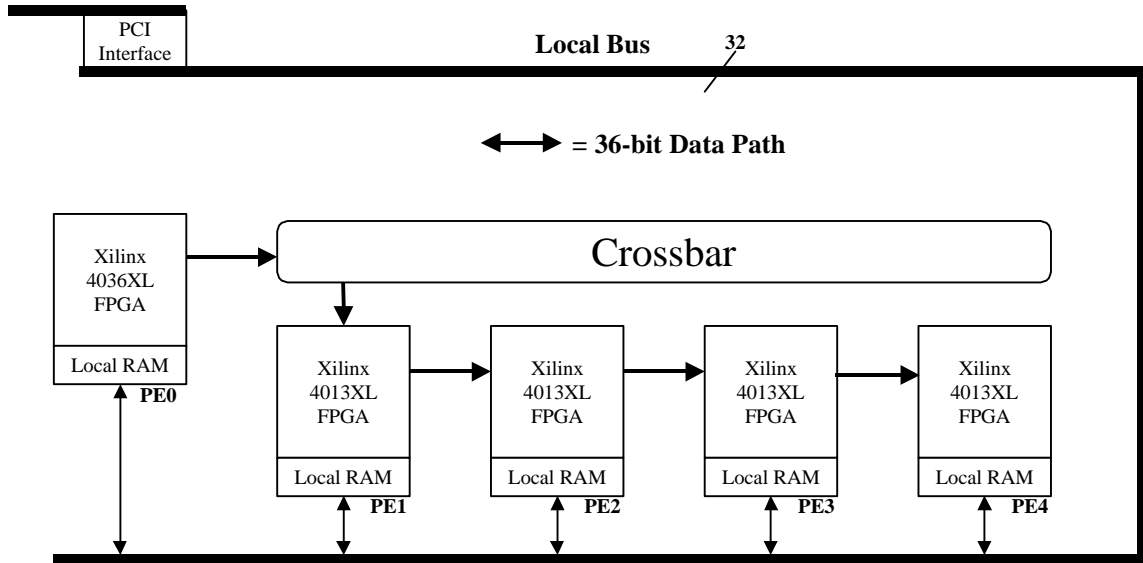 PCI
Interface
Local Bus
32
= 36-bit Data Path
Crossbar
Xilinx
4036XL
FPGA
Local RAM
PE0
Xilinx
4013XL
FPGA
Local RAM
PE1
Xilinx
4013XL
FPGA
Local RAM
PE2
Xilinx
4013XL
FPGA
Local RAM
PE3
Xilinx
4013XL
FPGA
Local RAM
PE4